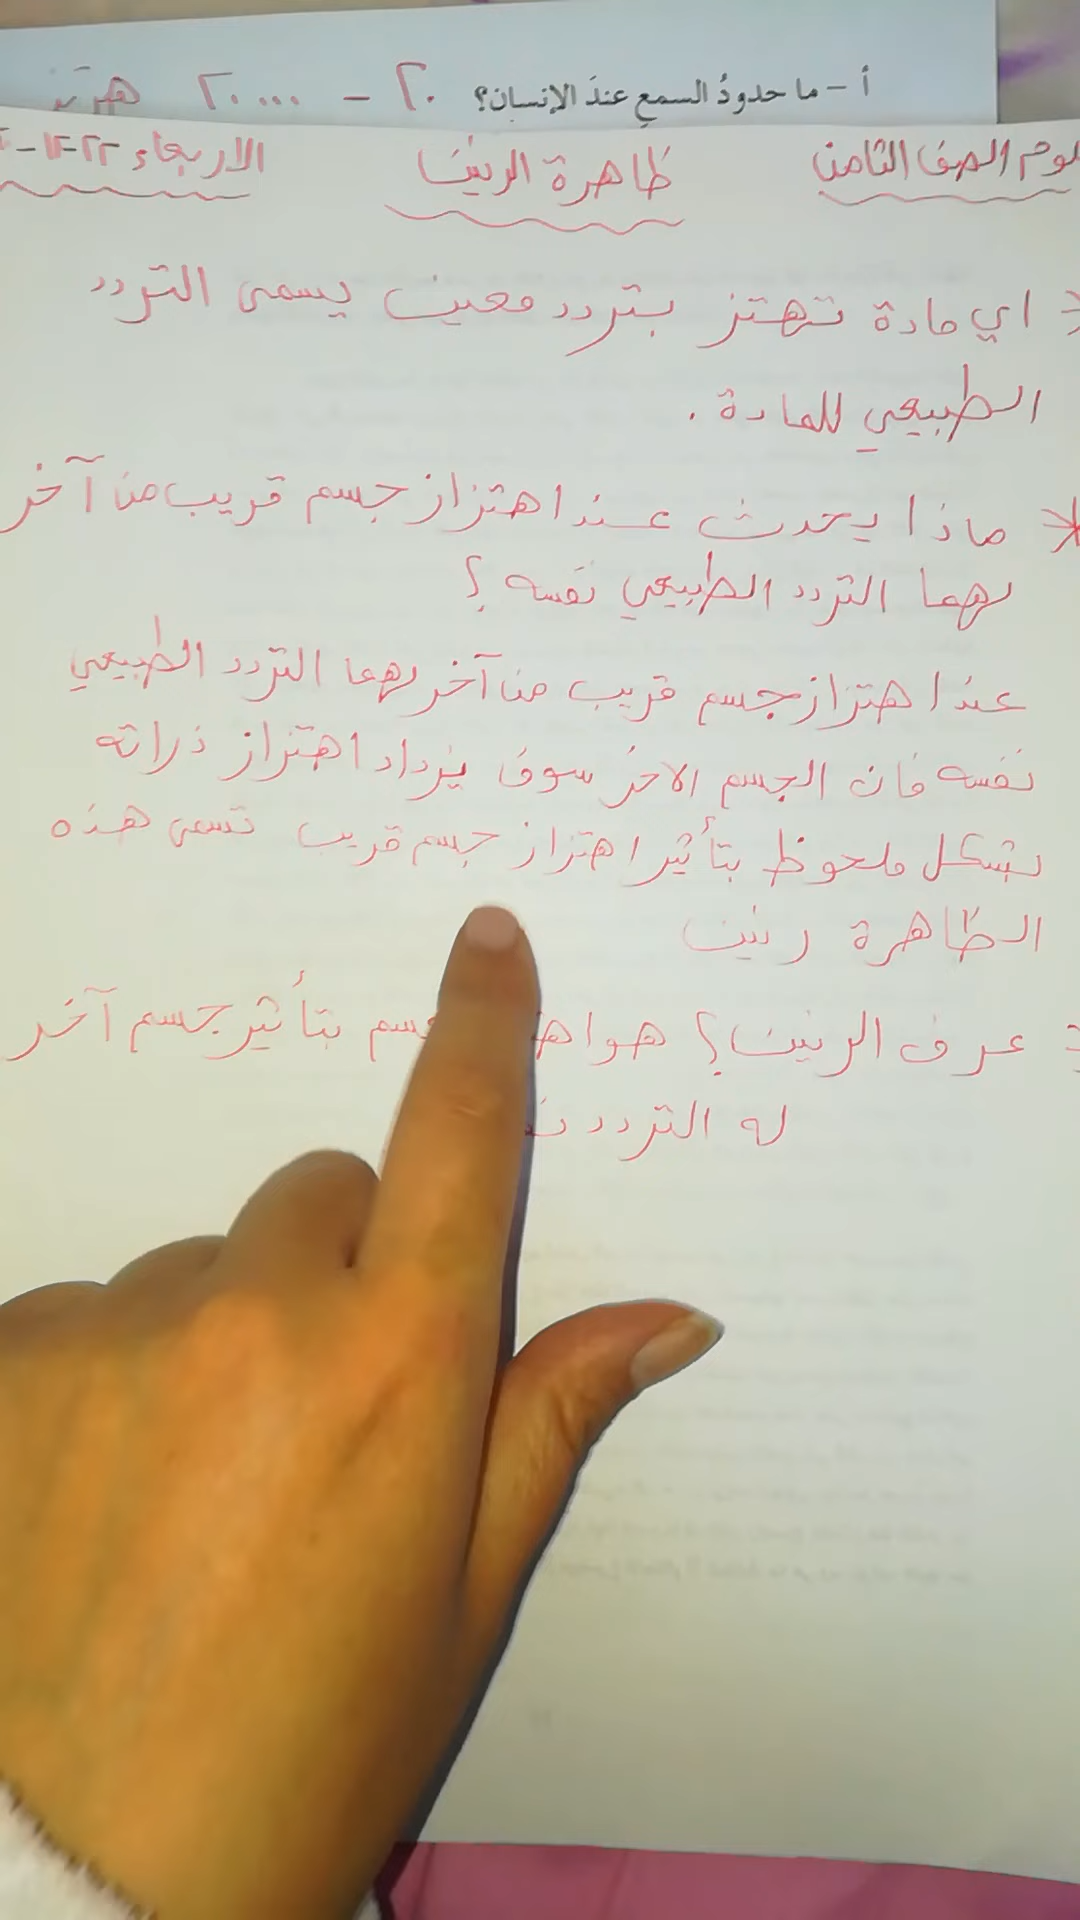 أ - ما حدودُ السمعِ عندَ الإنسان؟ ٢٠ - ٢٠٠٠٠ هرتز
الصف الثامن
ظاهرة الرنين
الاربعاء ٢٢-١٢-
اي مادة تهتز بتردد معين يسمى التردد
الطبيعي للمادة .
ماذا يحدث عند اهتزاز جسم قريب من آخر
لهما التردد الطبيعي نفسه ؟
عند اهتزاز جسم قريب من آخر لهما التردد الطبيعي
نفسه فان الجسم الاخر سوف يزداد اهتزاز ذراته
بشكل ملحوظ بتأثير اهتزاز جسم قريب تسمى هذه
الظاهرة رنين
عرف الرنين؟ هو بتأثير جسم آخر
له التردد